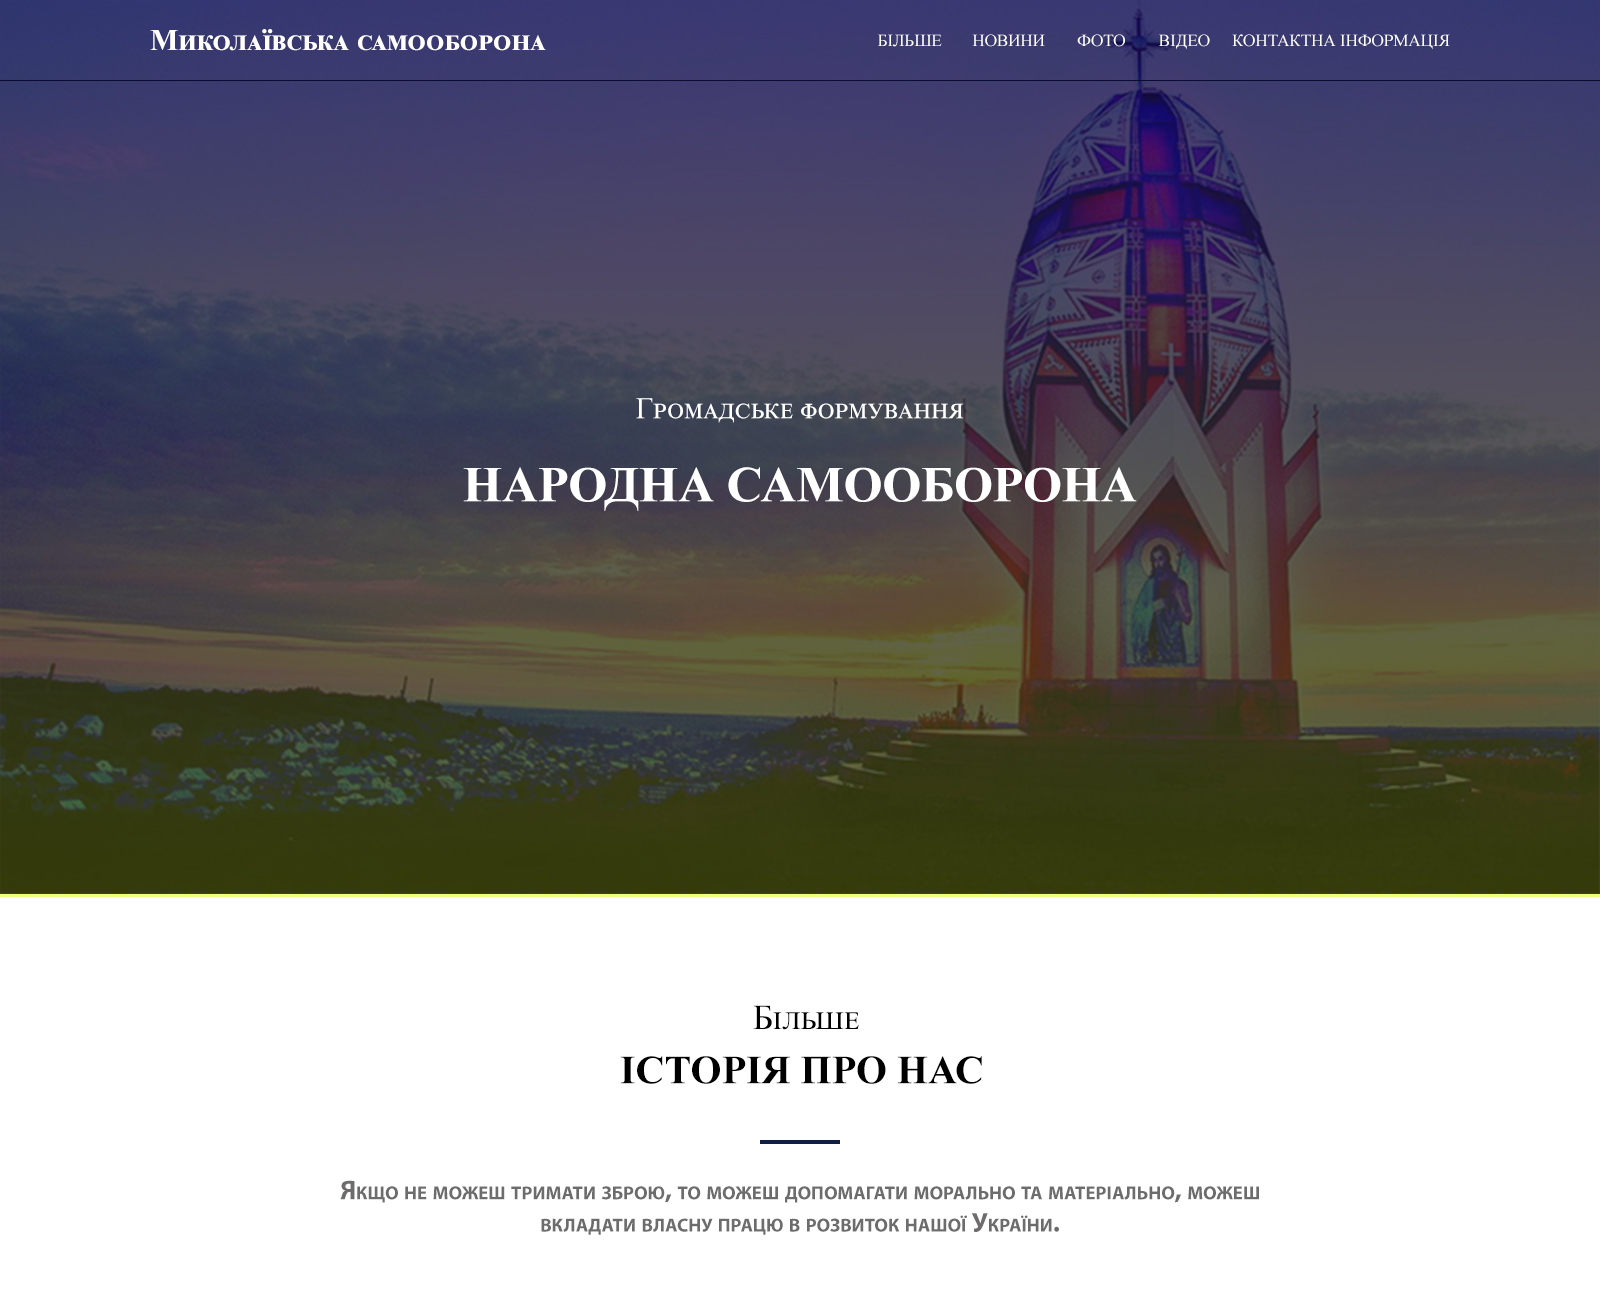 Миколаївська самооборона
БІЛЬШЕ НОВИНИ ФОТО ВІДЕО КОНТАКТНА ІНФОРМАЦІЯ
Громадське формування
НАРОДНА САМООБОРОНА
Більше
ІСТОРІЯ ПРО НАС
Якщо не можеш тримати зброю, то можеш допомагати морально та матеріально, можеш
вкладати власну працю в розвиток нашої України.